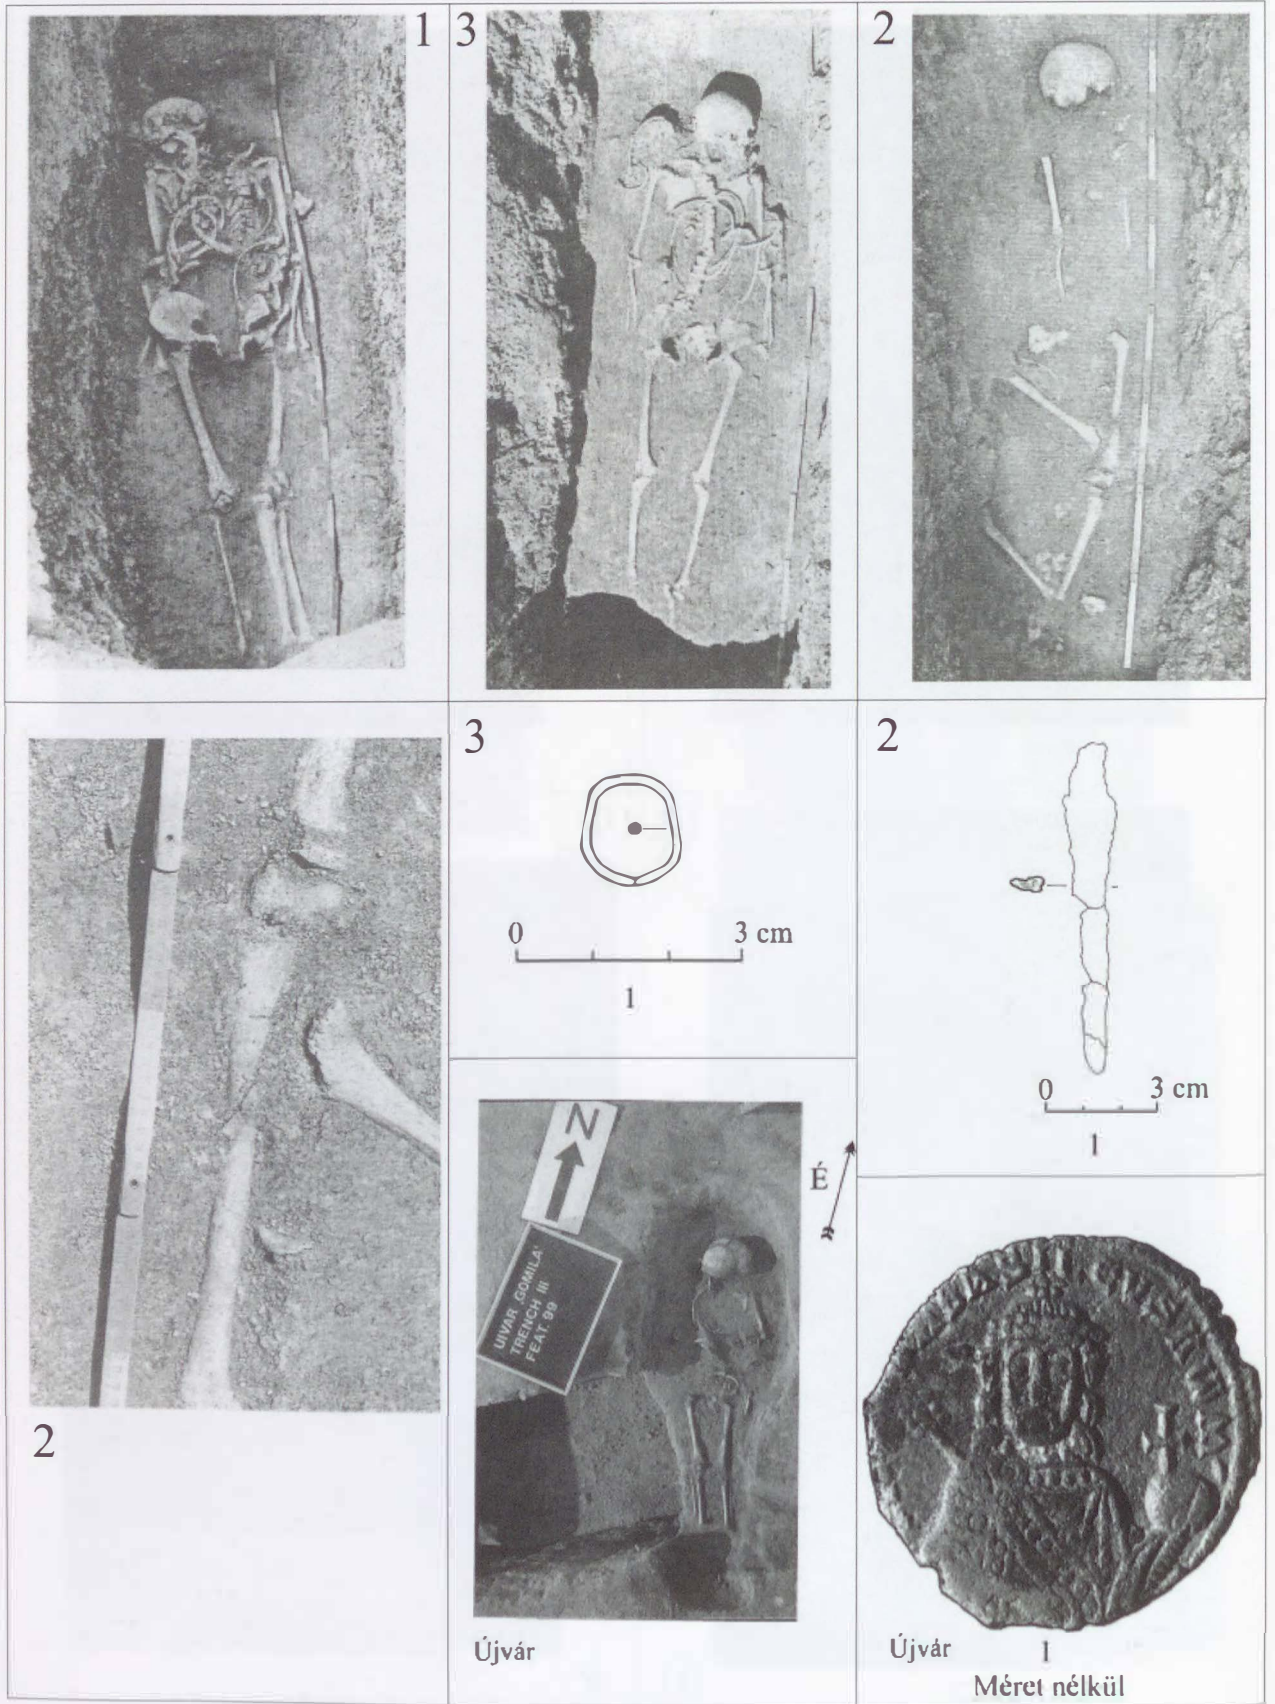 1
3
2
3
0 3 cm
1
2
0 3 cm
1
2
N
UIVAR GOMILA'
TRENCH III
FEAT. 99
É
Újvár
Újvár
1
Méret nélkül